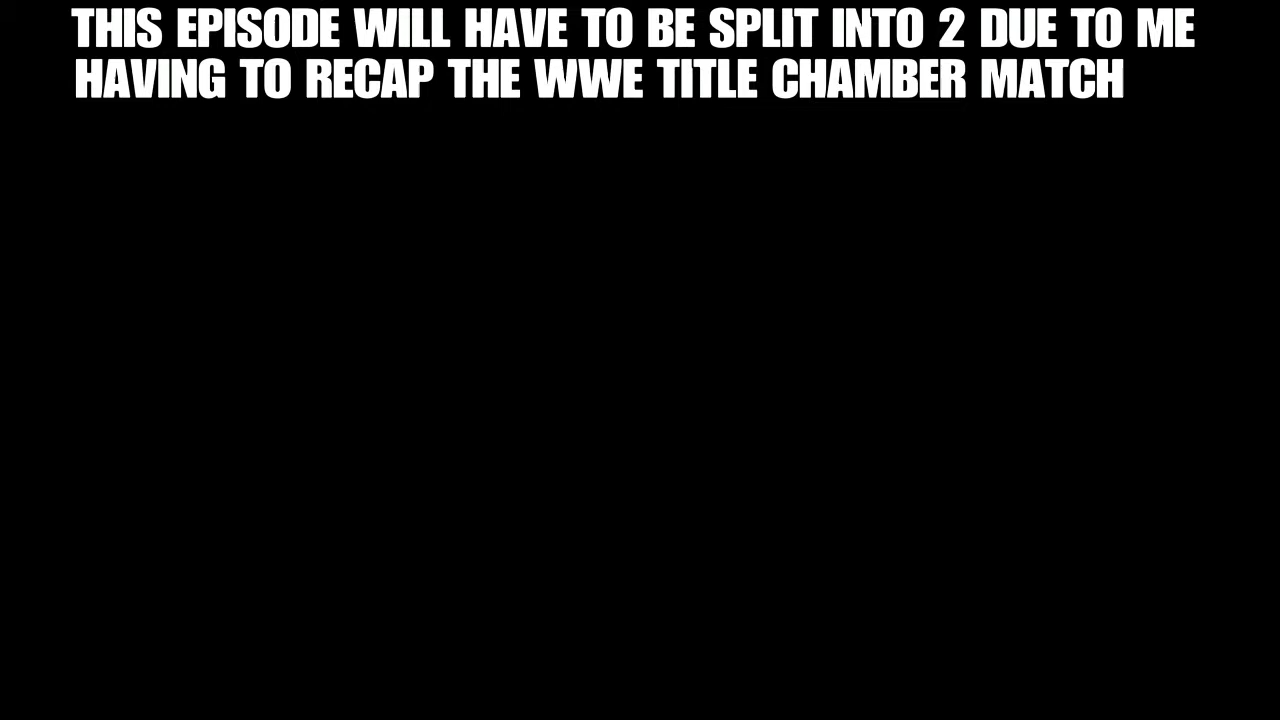 THIS EPISODE WILL HAVE TO BE SPLIT INTO 2 DUE TO ME
HAVING TO RECAP THE WWE TITLE CHAMBER MATCH